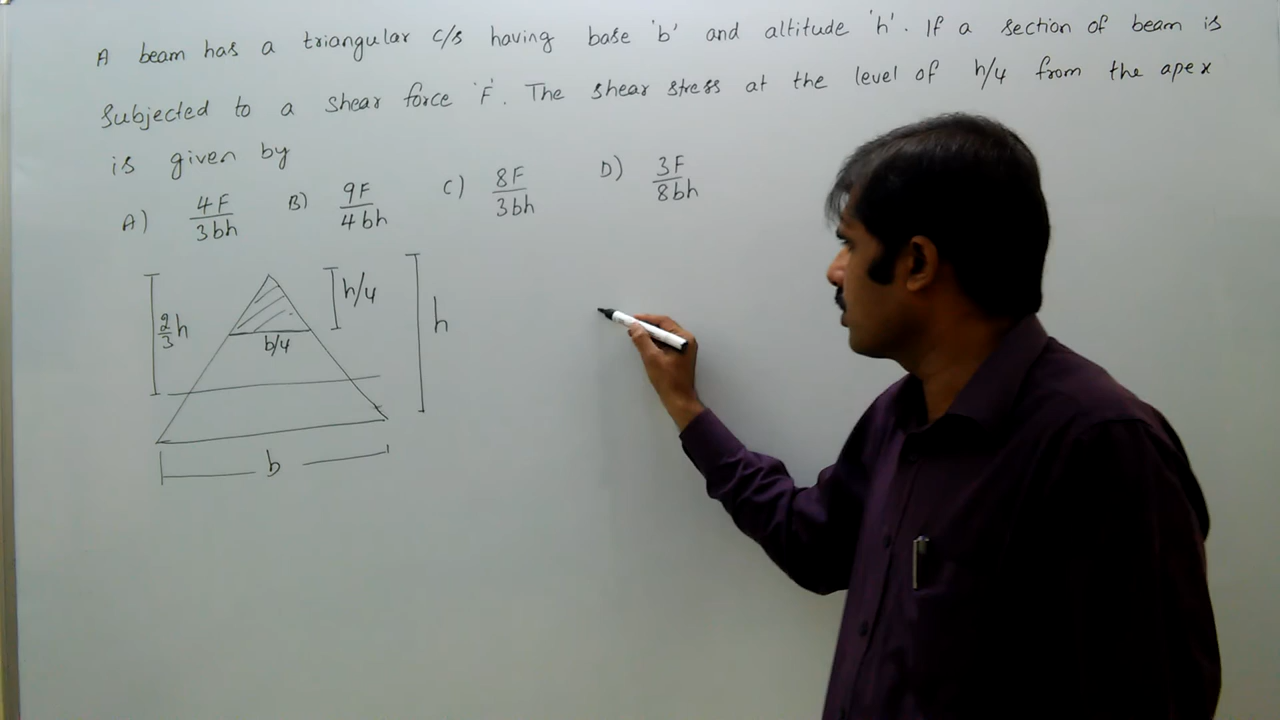 A beam has a triangular c/s having base 'b' and altitude 'h'. If a section of beam is
subjected to a shear force 'F'. The shear stress at the level of h/4 from the apex
is given by
A) 4F/3bh B) 9F/4bh C) 8F/3bh D) 3F/8bh
2/3 h
h/4
h
b/4
b